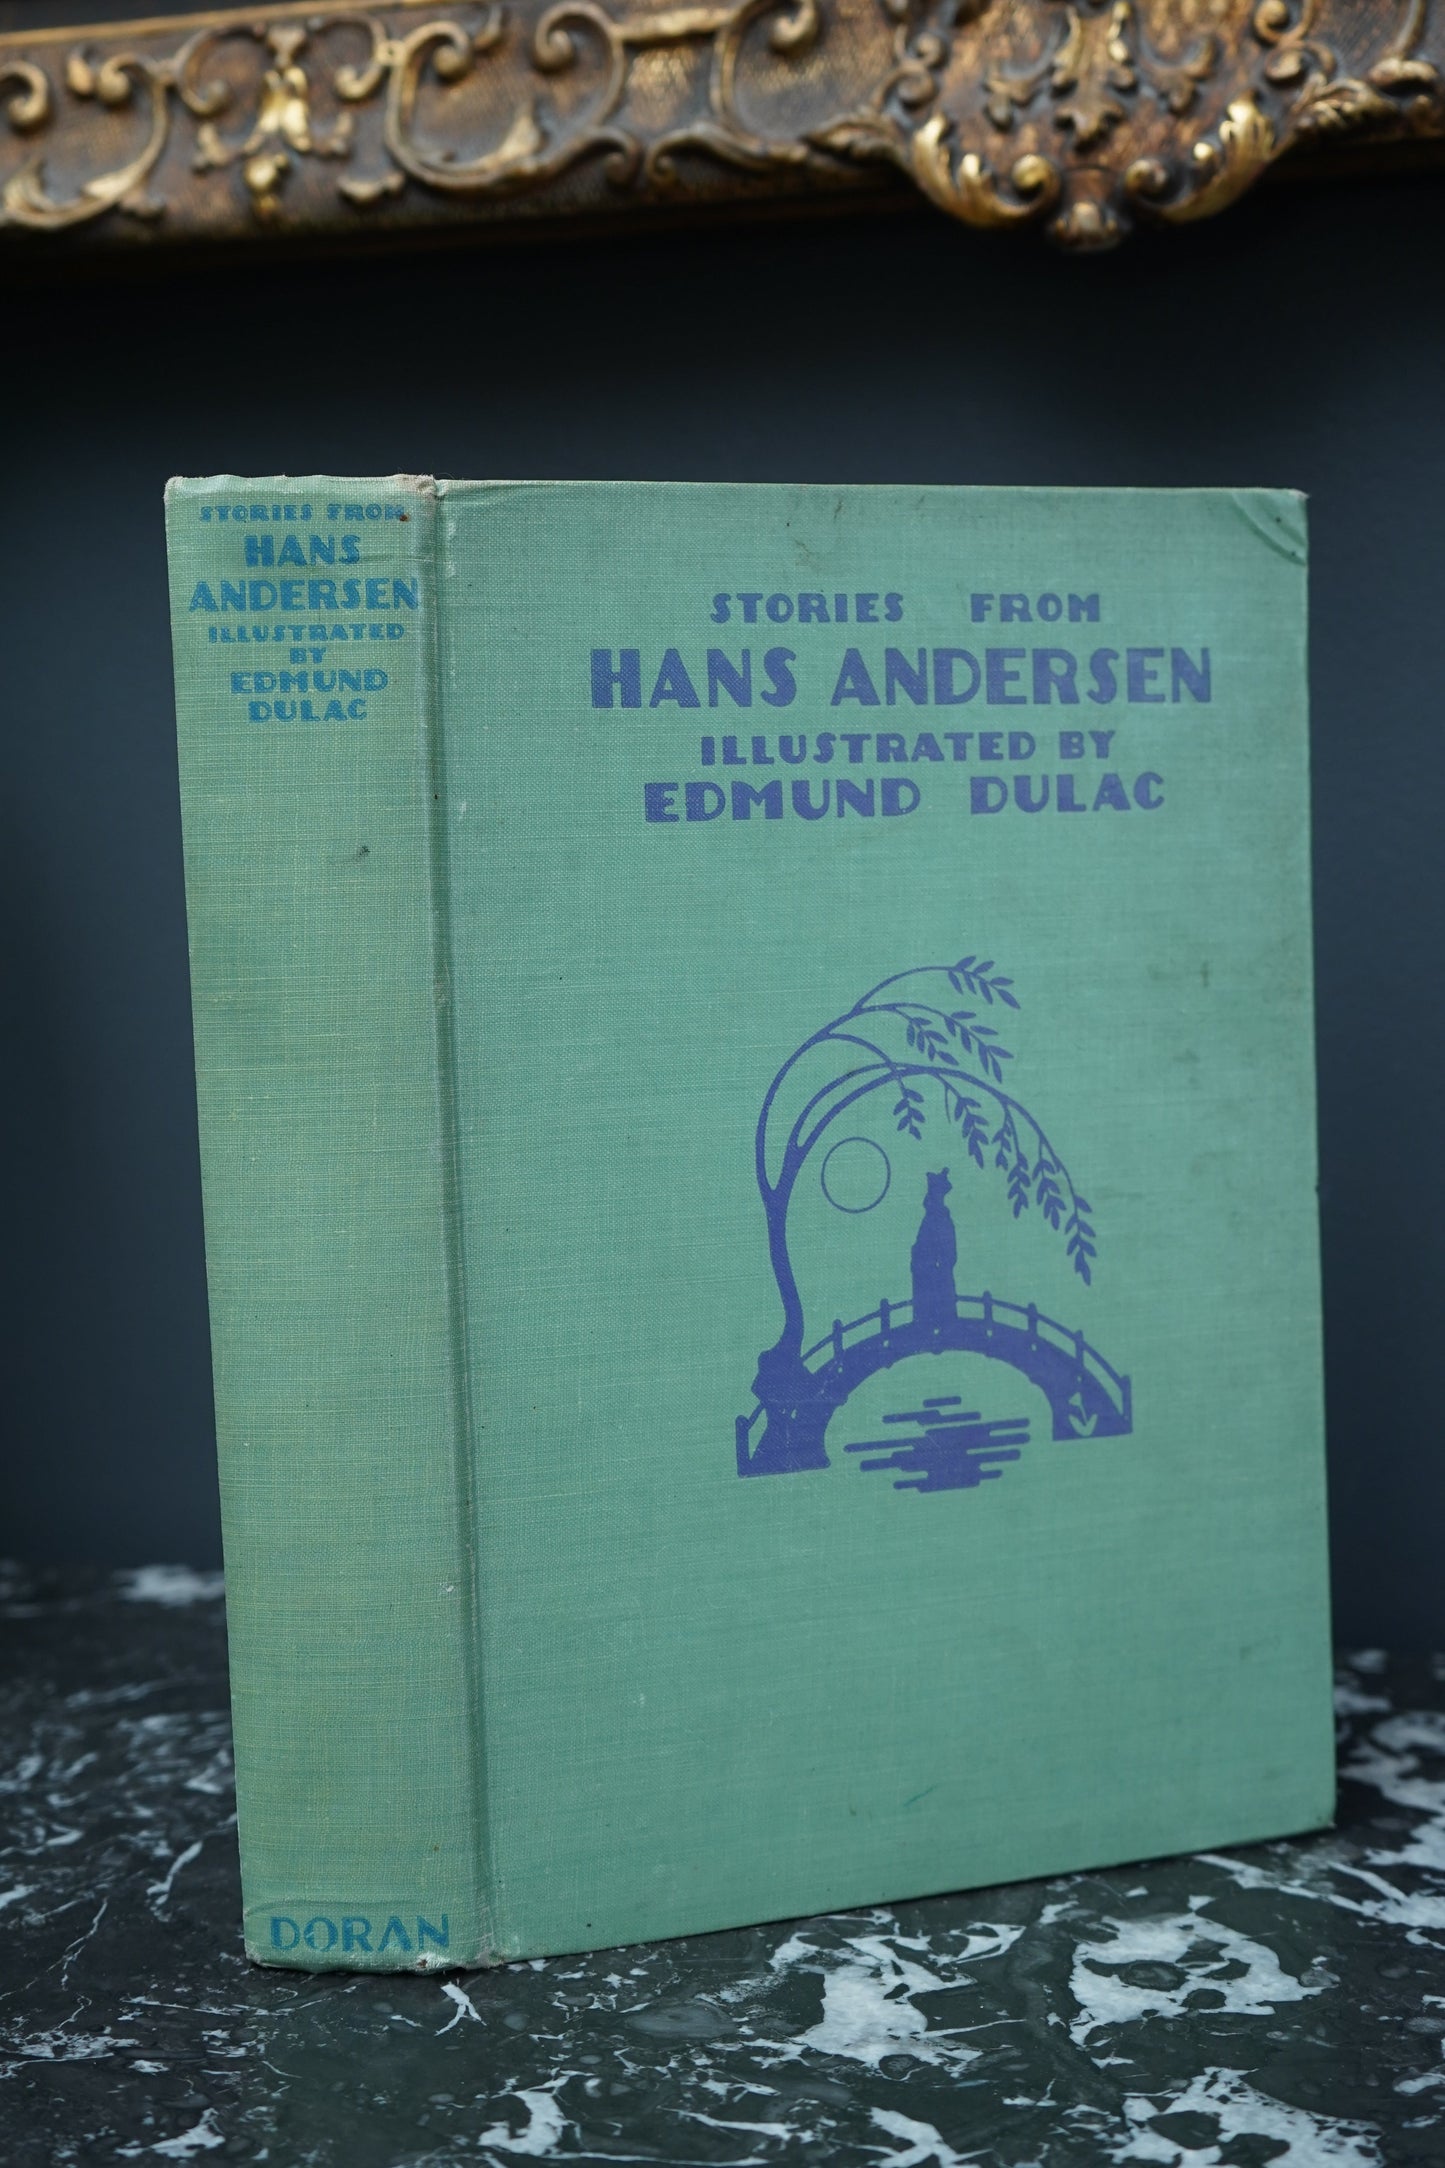 STORIES FROM
HANS
ANDERSEN
ILLUSTRATED
BY
EDMUND
DULAC
DORAN
STORIES FROM
HANS ANDERSEN
ILLUSTRATED BY
EDMUND DULAC